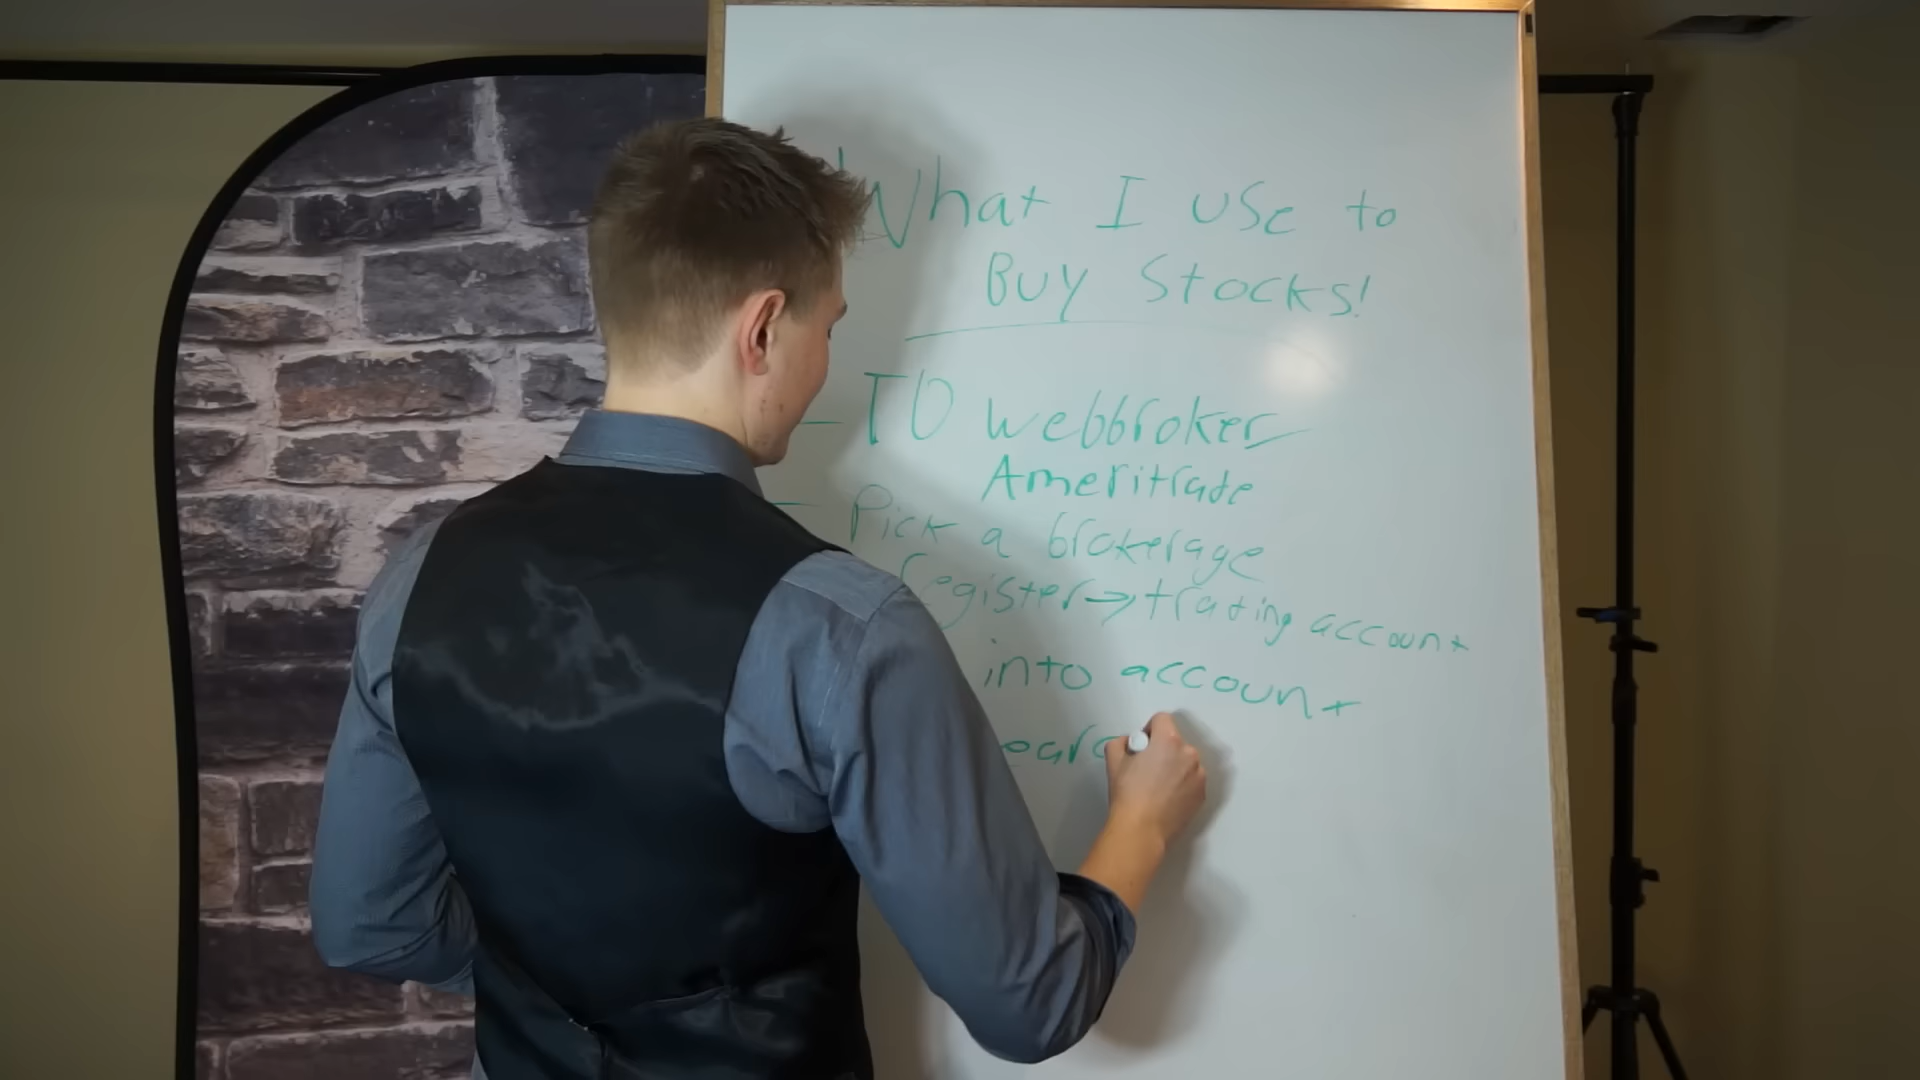 What I use to
Buy Stocks!
- TD Webbroker
Ameritrade
- Pick a brokerage
register → trading account
into account